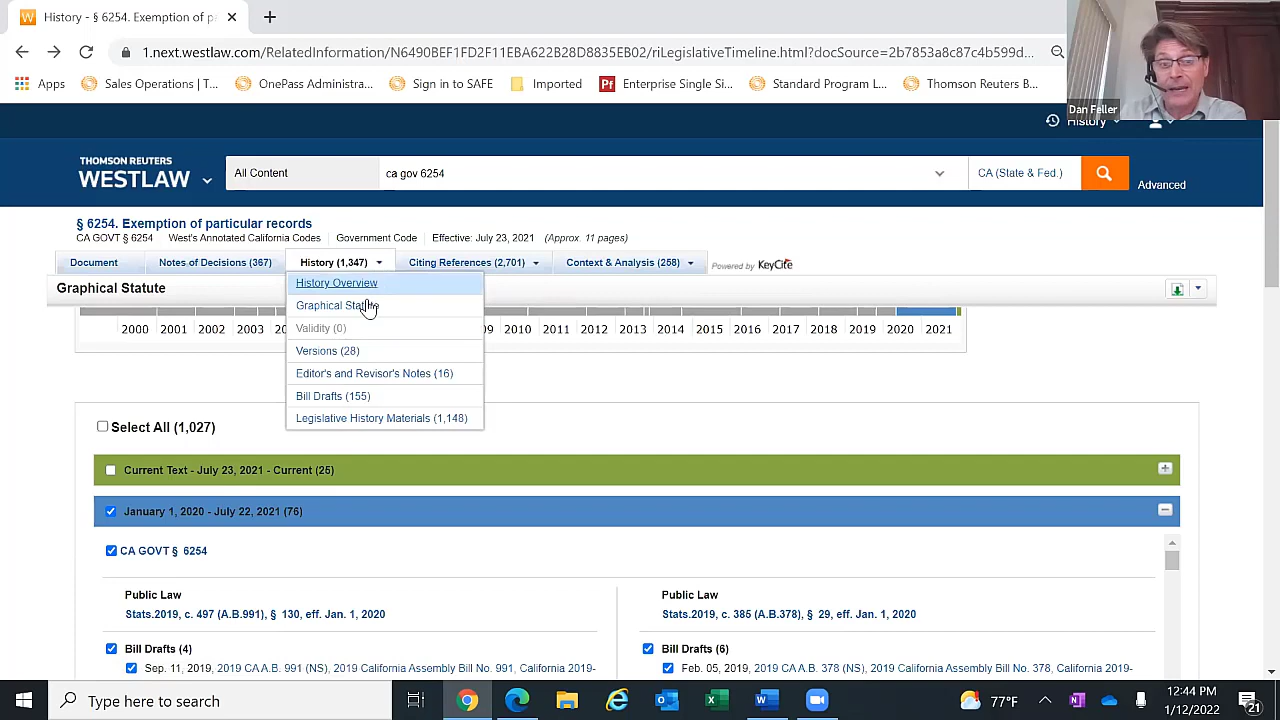 History - § 6254. Exemption of particular
1.next.westlaw.com/RelatedInformation/N6490BEF1FD2F11EBA62B28D8835EB02/riLegislativeTimeline.html?docSource=2b7853a8c87c4b599d...
Apps Sales Operations | T... OnePass Administra... Sign in to SABE Imported Enterprise Single Si... Standard Program L... Thomson Reuters B...
Dan Feller
History
THOMSON REUTERS
WESTLAW
All Content ca gov 6254 CA (State & Fed.)
Advanced
§ 6254. Exemption of particular records
CA GOVT § 6254 West's Annotated California Codes Government Code Effective: July 23, 2021 (Approx. 11 pages)
Document Notes of Decisions (367) History (1,347) Citing References (2,701) Context & Analysis (258) Powered by KeyCite
Graphical Statute
History Overview
Graphical Statute
Validity (0)
Versions (28)
Editor's and Revisor's Notes (16)
Bill Drafts (155)
Legislative History Materials (1,148)
2000 2001 2002 2003 2009 2010 2011 2012 2013 2014 2015 2016 2017 2018 2019 2020 2021
Select All (1,027)
Current Text - July 23, 2021 - Current (25)
January 1, 2020 - July 22, 2021 (76)
CA GOVT § 6254
Public Law
Stats.2019, c. 497 (A.B.991), § 130, eff. Jan. 1, 2020
Bill Drafts (4)
Sep. 11, 2019, 2019 CA A.B. 991 (NS), 2019 California Assembly Bill No. 991, California 2019-
Public Law
Stats.2019, c. 385 (A.B.378), § 29, eff. Jan. 1, 2020
Bill Drafts (6)
Feb. 05, 2019, 2019 CA A.B. 378 (NS), 2019 California Assembly Bill No. 378, California 2019-
Type here to search
77°F
12:44 PM
1/12/2022
21